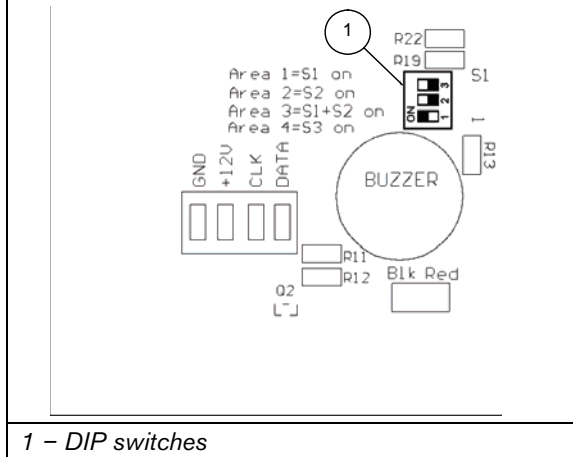 1
R22
R19
S1
Area 1=S1 on
Area 2=S2 on
Area 3=S1+S2 on
Area 4=S3 on
ON
1 2 3
1
R13
GND +12V CLK DATA
BUZZER
R11
R12
Blk Red
Q2
1 – DIP switches